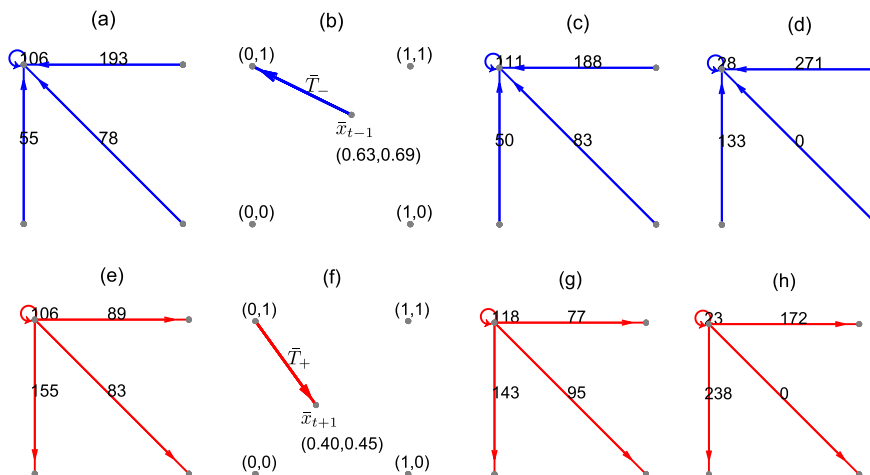 (a)
106 193
55 78
(b)
(0,1) (1,1)
T̄₋
x̄ₜ₋₁
(0.63,0.69)
(0,0) (1,0)
(c)
111 188
50 83
(d)
28 271
133 0
(e)
106 89
155 83
(f)
(0,1) (1,1)
T̄₊
x̄ₜ₊₁
(0.40,0.45)
(0,0) (1,0)
(g)
118 77
143 95
(h)
23 172
238 0